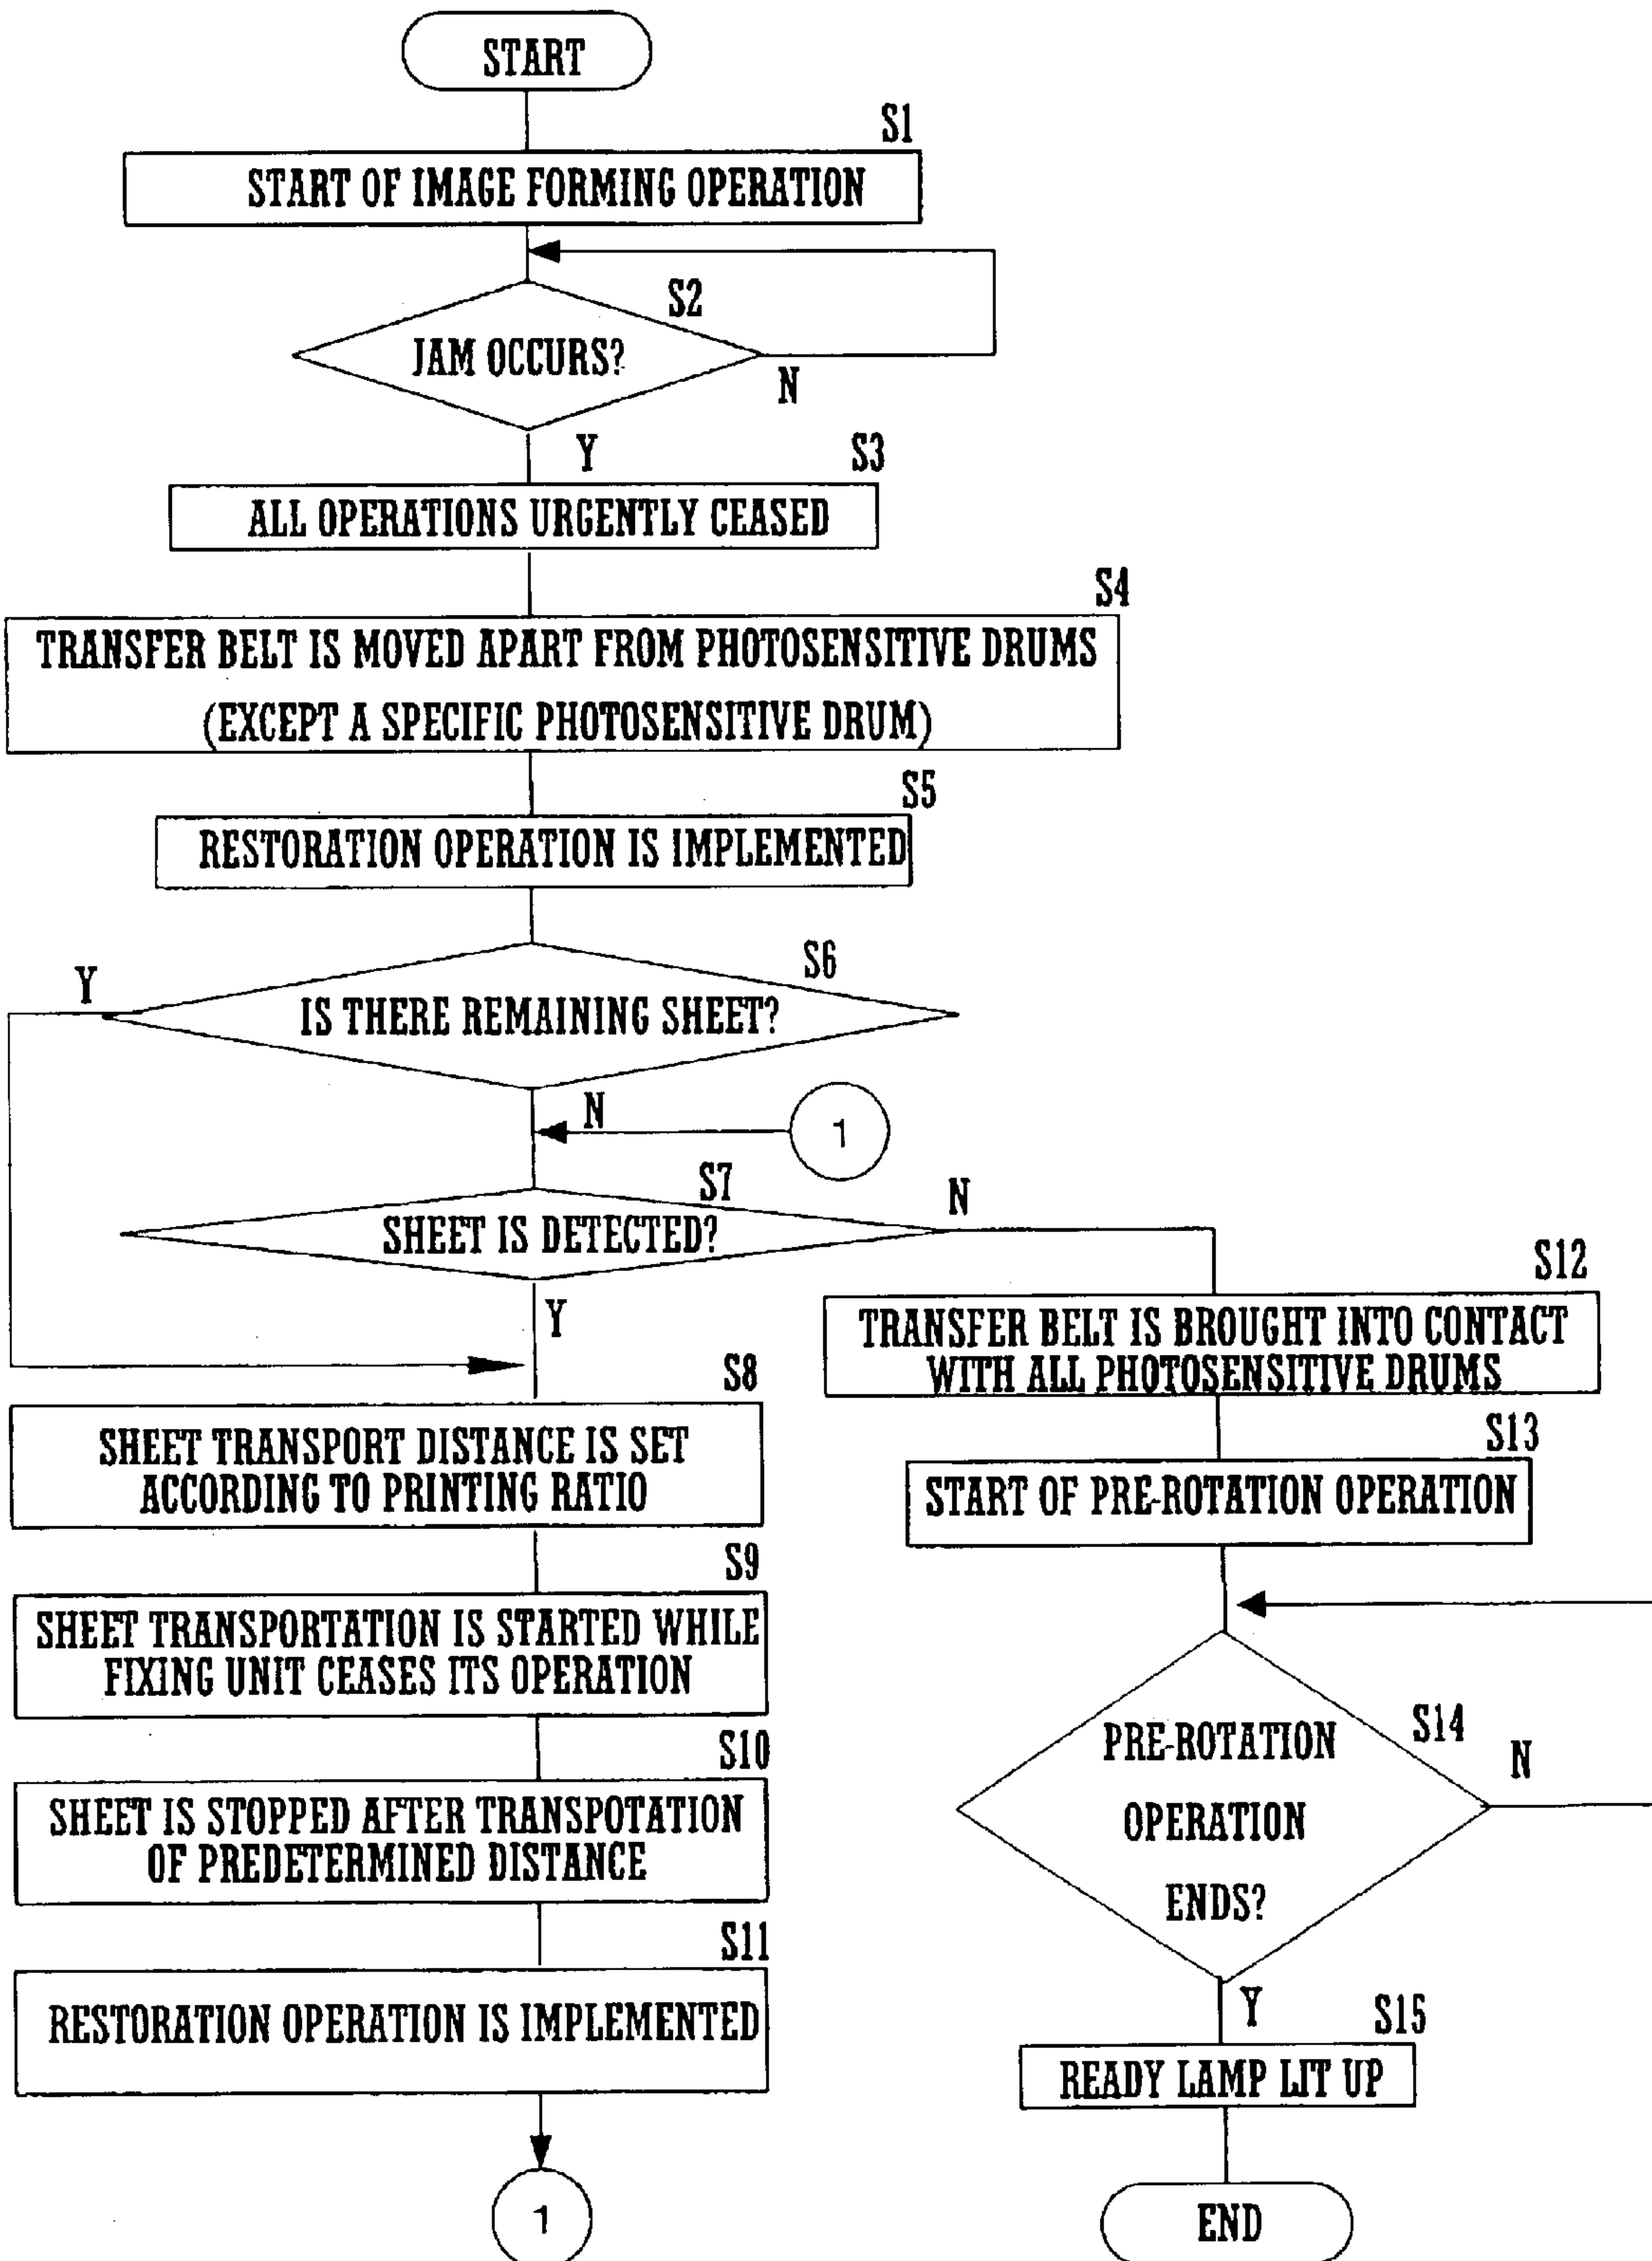 START
S1
START OF IMAGE FORMING OPERATION
S2
JAM OCCURS?
N
Y
S3
ALL OPERATIONS URGENTLY CEASED
S4
TRANSFER BELT IS MOVED APART FROM PHOTOSENSITIVE DRUMS
(EXCEPT A SPECIFIC PHOTOSENSITIVE DRUM)
S5
RESTORATION OPERATION IS IMPLEMENTED
S6
Y
IS THERE REMAINING SHEET?
N
1
S7
N
SHEET IS DETECTED?
Y
S8
SHEET TRANSPORT DISTANCE IS SET
ACCORDING TO PRINTING RATIO
S9
SHEET TRANSPORTATION IS STARTED WHILE
FIXING UNIT CEASES ITS OPERATION
S10
SHEET IS STOPPED AFTER TRANSPOTATION
OF PREDETERMINED DISTANCE
S11
RESTORATION OPERATION IS IMPLEMENTED
1
S12
TRANSFER BELT IS BROUGHT INTO CONTACT
WITH ALL PHOTOSENSITIVE DRUMS
S13
START OF PRE-ROTATION OPERATION
S14
PRE-ROTATION
OPERATION
ENDS?
N
Y
S15
READY LAMP LIT UP
END